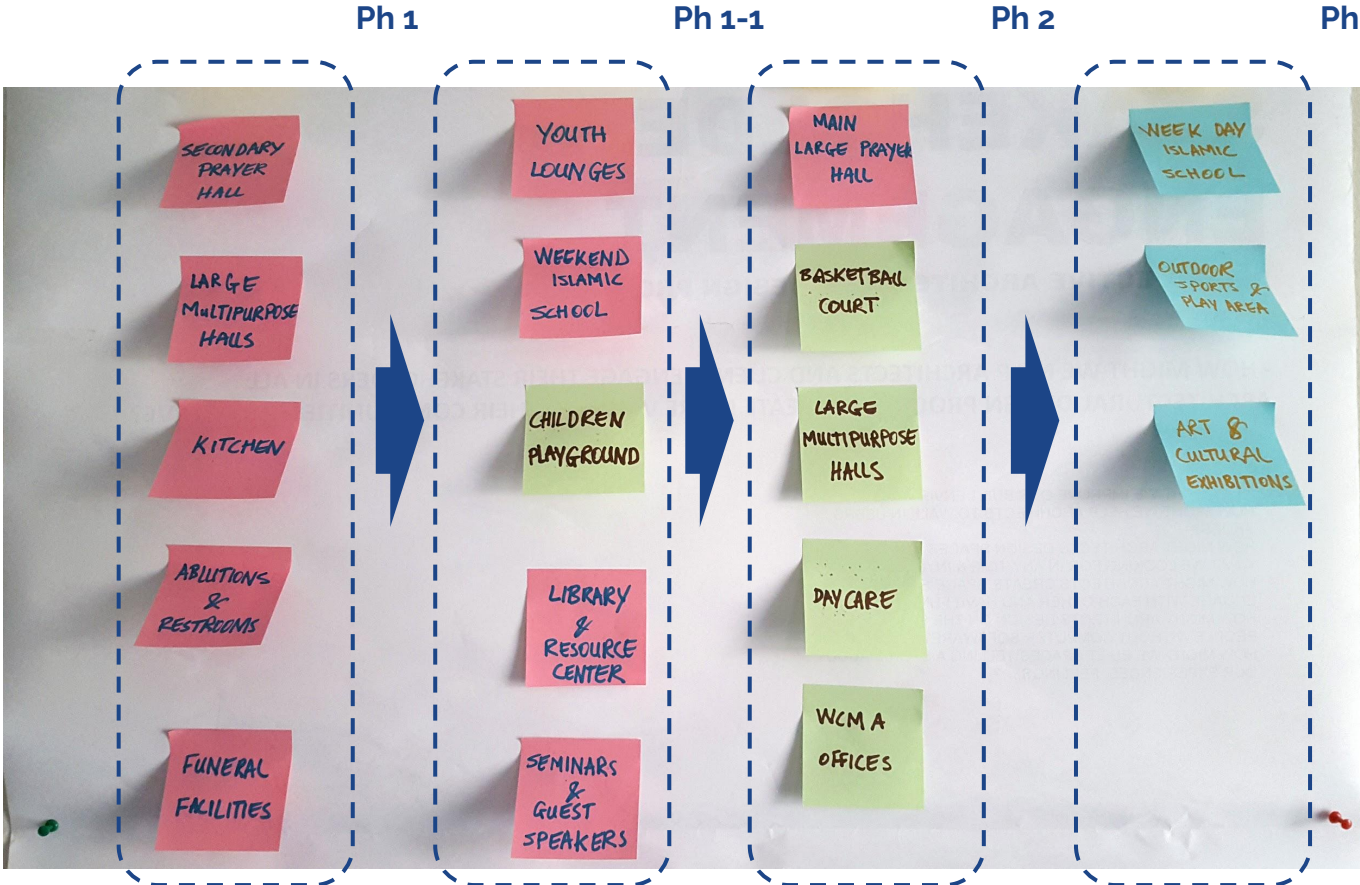 Ph 1
Ph 1-1
Ph 2
Ph
SECONDARY
PRAYER
HALL
LARGE
MULTIPURPOSE
HALLS
KITCHEN
ABLUTIONS
&
RESTROOMS
FUNERAL
FACILITIES
YOUTH
LOUNGES
WEEKEND
ISLAMIC
SCHOOL
CHILDREN
PLAYGROUND
LIBRARY
&
RESOURCE
CENTER
SEMINARS
&
GUEST
SPEAKERS
MAIN
LARGE PRAYER
HALL
BASKETBALL
COURT
LARGE
MULTIPURPOSE
HALLS
DAYCARE
WCMA
OFFICES
WEEK DAY
ISLAMIC
SCHOOL
OUTDOOR
SPORTS &
PLAY AREA
ART &
CULTURAL
EXHIBITIONS